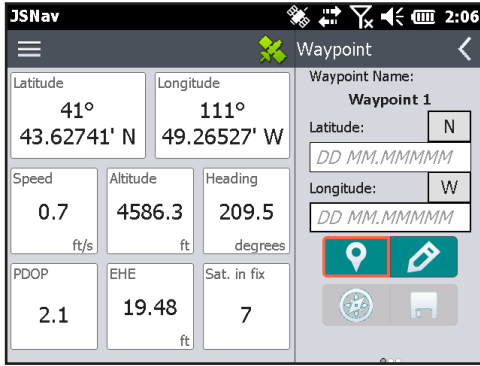 JSNav
2:06
Waypoint
Latitude
41°
43.62741' N
Longitude
111°
49.26527' W
Speed
0.7
ft/s
Altitude
4586.3
ft
Heading
209.5
degrees
PDOP
2.1
EHE
19.48
ft
Sat. in fix
7
Waypoint Name:
Waypoint 1
Latitude:
N
DD MM.MMMMM
Longitude:
W
DD MM.MMMMM